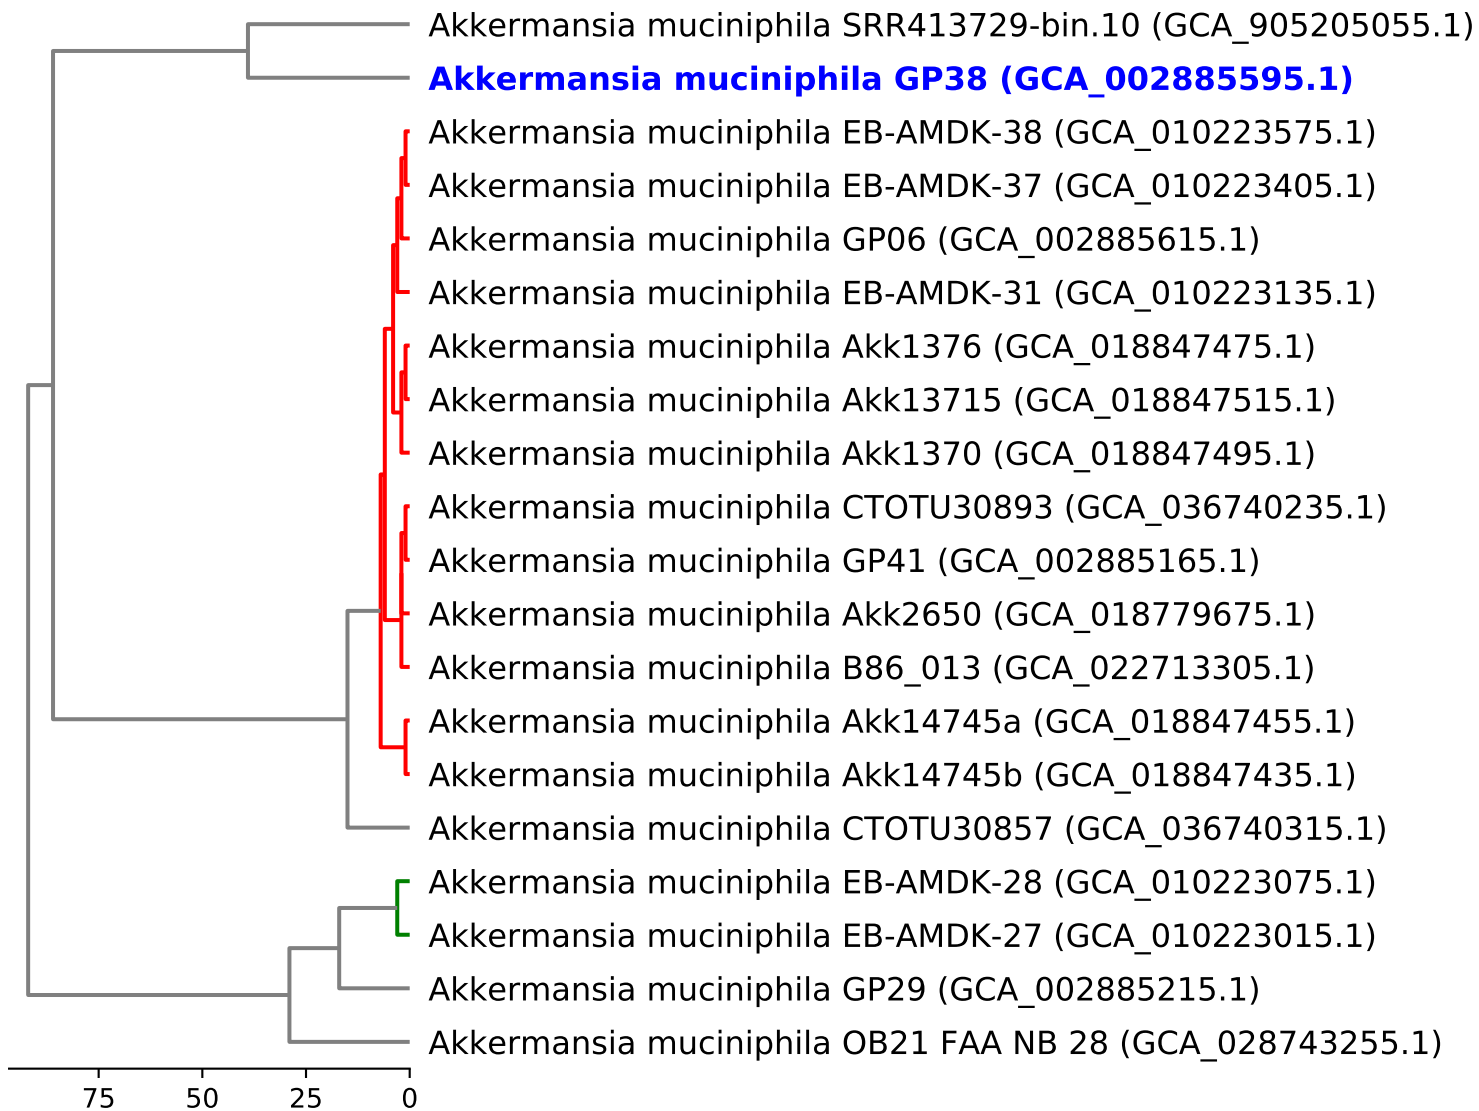 Akkermansia muciniphila SRR413729-bin.10 (GCA_905205055.1)
Akkermansia muciniphila GP38 (GCA_002885595.1)
Akkermansia muciniphila EB-AMDK-38 (GCA_010223575.1)
Akkermansia muciniphila EB-AMDK-37 (GCA_010223405.1)
Akkermansia muciniphila GP06 (GCA_002885615.1)
Akkermansia muciniphila EB-AMDK-31 (GCA_010223135.1)
Akkermansia muciniphila Akk1376 (GCA_018847475.1)
Akkermansia muciniphila Akk13715 (GCA_018847515.1)
Akkermansia muciniphila Akk1370 (GCA_018847495.1)
Akkermansia muciniphila CTOTU30893 (GCA_036740235.1)
Akkermansia muciniphila GP41 (GCA_002885165.1)
Akkermansia muciniphila Akk2650 (GCA_018779675.1)
Akkermansia muciniphila B86_013 (GCA_022713305.1)
Akkermansia muciniphila Akk14745a (GCA_018847455.1)
Akkermansia muciniphila Akk14745b (GCA_018847435.1)
Akkermansia muciniphila CTOTU30857 (GCA_036740315.1)
Akkermansia muciniphila EB-AMDK-28 (GCA_010223075.1)
Akkermansia muciniphila EB-AMDK-27 (GCA_010223015.1)
Akkermansia muciniphila GP29 (GCA_002885215.1)
Akkermansia muciniphila OB21 FAA NB 28 (GCA_028743255.1)
75 50 25 0